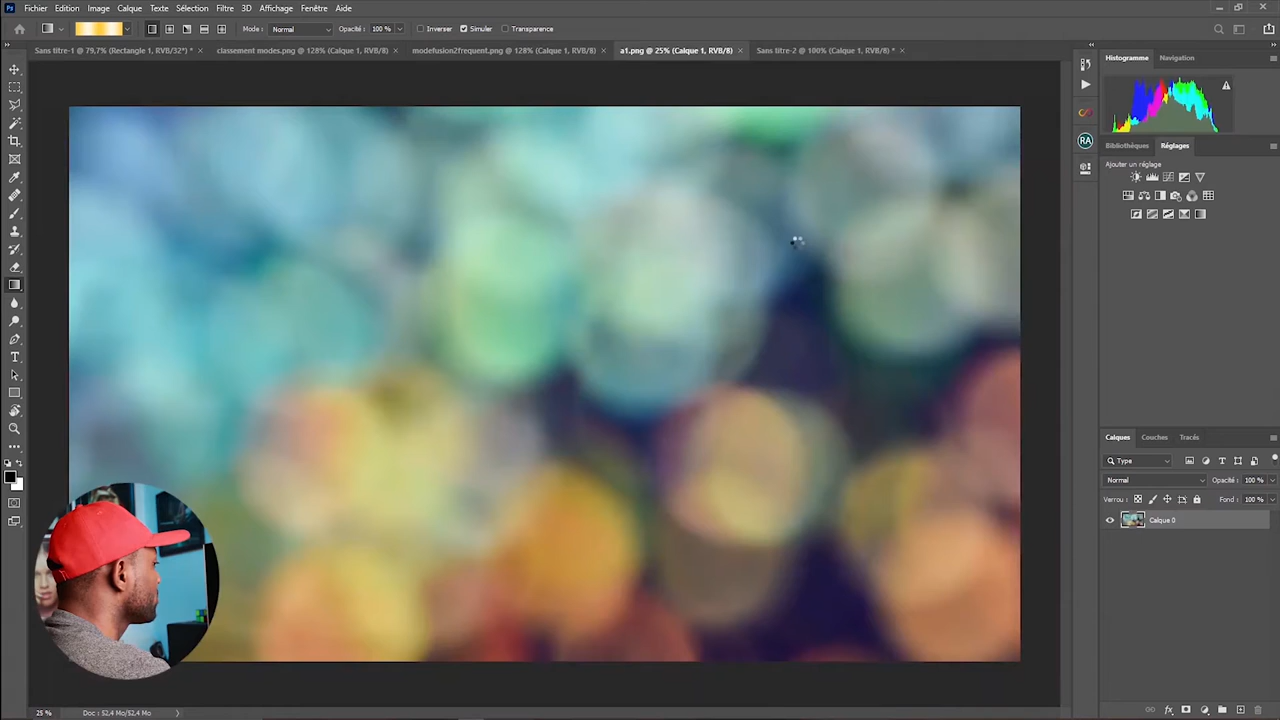 Ps Fichier Edition Image Calque Texte Sélection Filtre 3D Affichage Fenêtre Aide
Mode : Normal Opacité : 100 % Inverser Simuler Transparence
Sans titre-1 @ 79,7% (Rectangle 1, RVB/32*) * × classement modes.png @ 128% (Calque 1, RVB/8) × modefusion2frequent.png @ 128% (Calque 1, RVB/8) × a1.png @ 25% (Calque 1, RVB/8) × Sans titre-2 @ 100% (Calque 1, RVB/8) * ×
Histogramme Navigation
RA
Bibliothèques Réglages
Ajouter un réglage
T
Calques Couches Tracés
Type
Normal Opacité : 100 %
Verrou : Fond : 100 %
Calque 0
fx
25 % Doc : 52,4 Mo/52,4 Mo